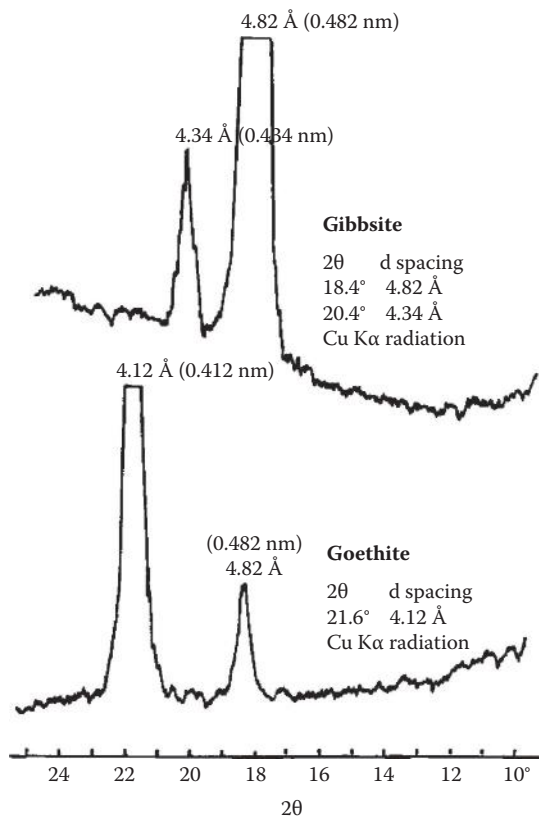 4.82 Å (0.482 nm)
4.34 Å (0.434 nm)
Gibbsite
2θ d spacing
18.4° 4.82 Å
20.4° 4.34 Å
Cu Kα radiation
4.12 Å (0.412 nm)
(0.482 nm)
4.82 Å
Goethite
2θ d spacing
21.6° 4.12 Å
Cu Kα radiation
24 22 20 18 16 14 12 10°
2θ